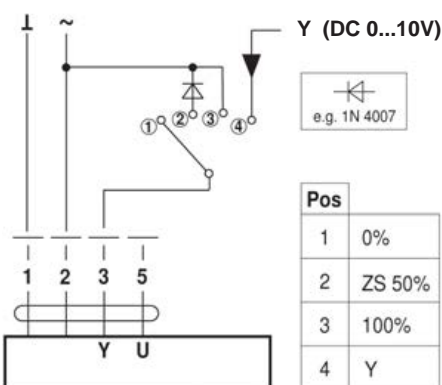 ⊥ ~
Y (DC 0...10V)
① ② ③ ④
e.g. 1N 4007
1 2 3 5
Y U
Pos
1 0%
2 ZS 50%
3 100%
4 Y